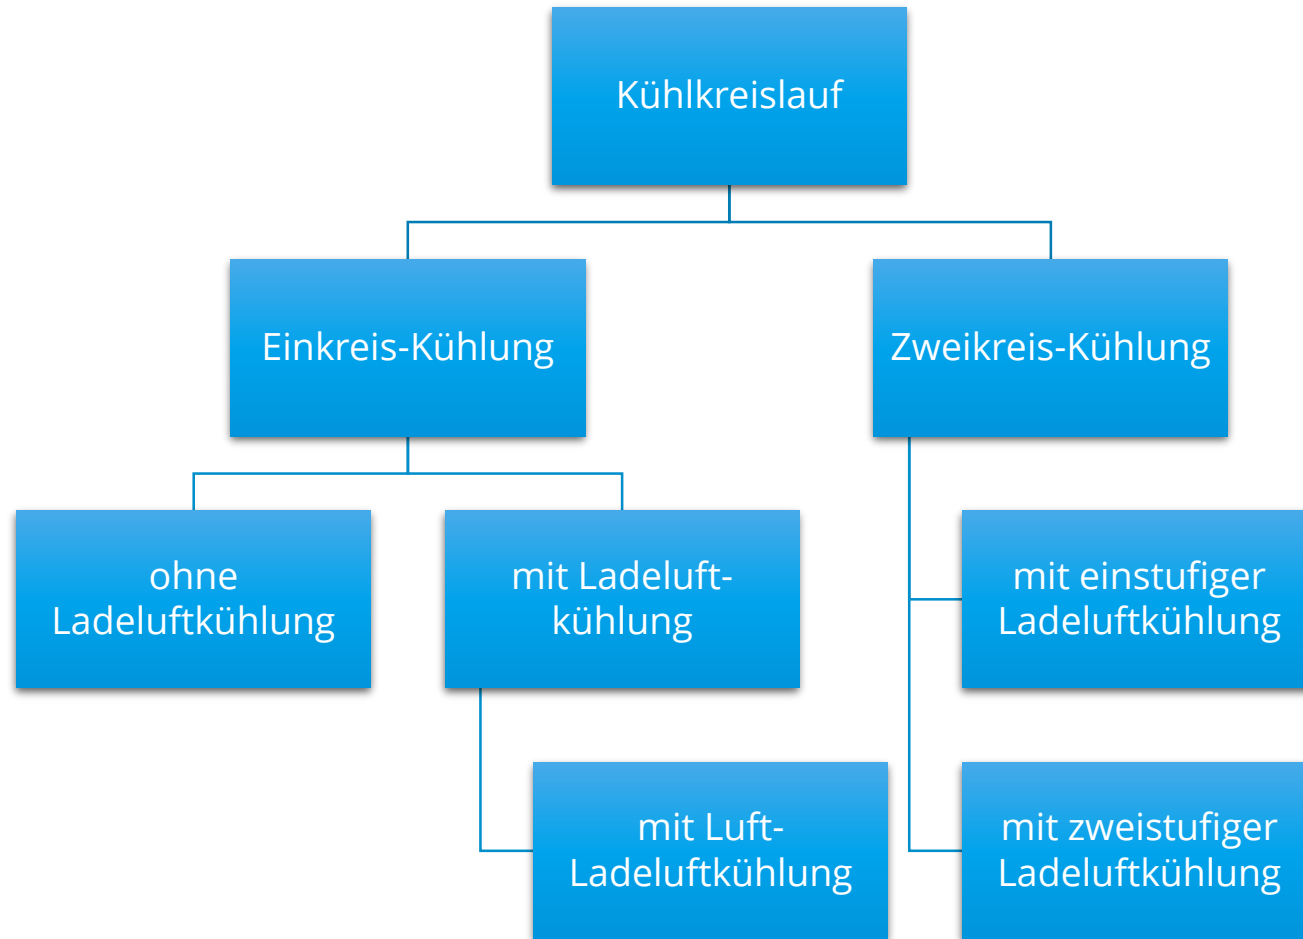 Kühlkreislauf
Einkreis-Kühlung
Zweikreis-Kühlung
ohne
Ladeluftkühlung
mit Ladeluft-
kühlung
mit einstufiger
Ladeluftkühlung
mit Luft-
Ladeluftkühlung
mit zweistufiger
Ladeluftkühlung